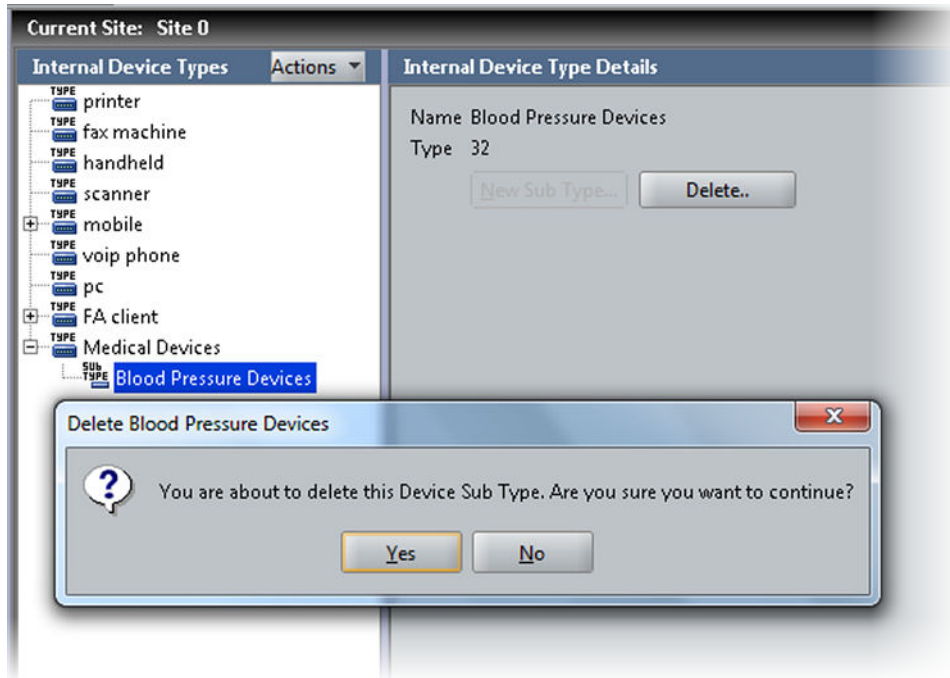 Current Site: Site 0
Internal Device Types Actions
TYPE printer
TYPE fax machine
TYPE handheld
TYPE scanner
TYPE mobile
TYPE voip phone
TYPE pc
TYPE FA client
TYPE Medical Devices
SUB TYPE Blood Pressure Devices
Internal Device Type Details
Name Blood Pressure Devices
Type 32
New Sub Type... Delete..
Delete Blood Pressure Devices
You are about to delete this Device Sub Type. Are you sure you want to continue?
Yes No